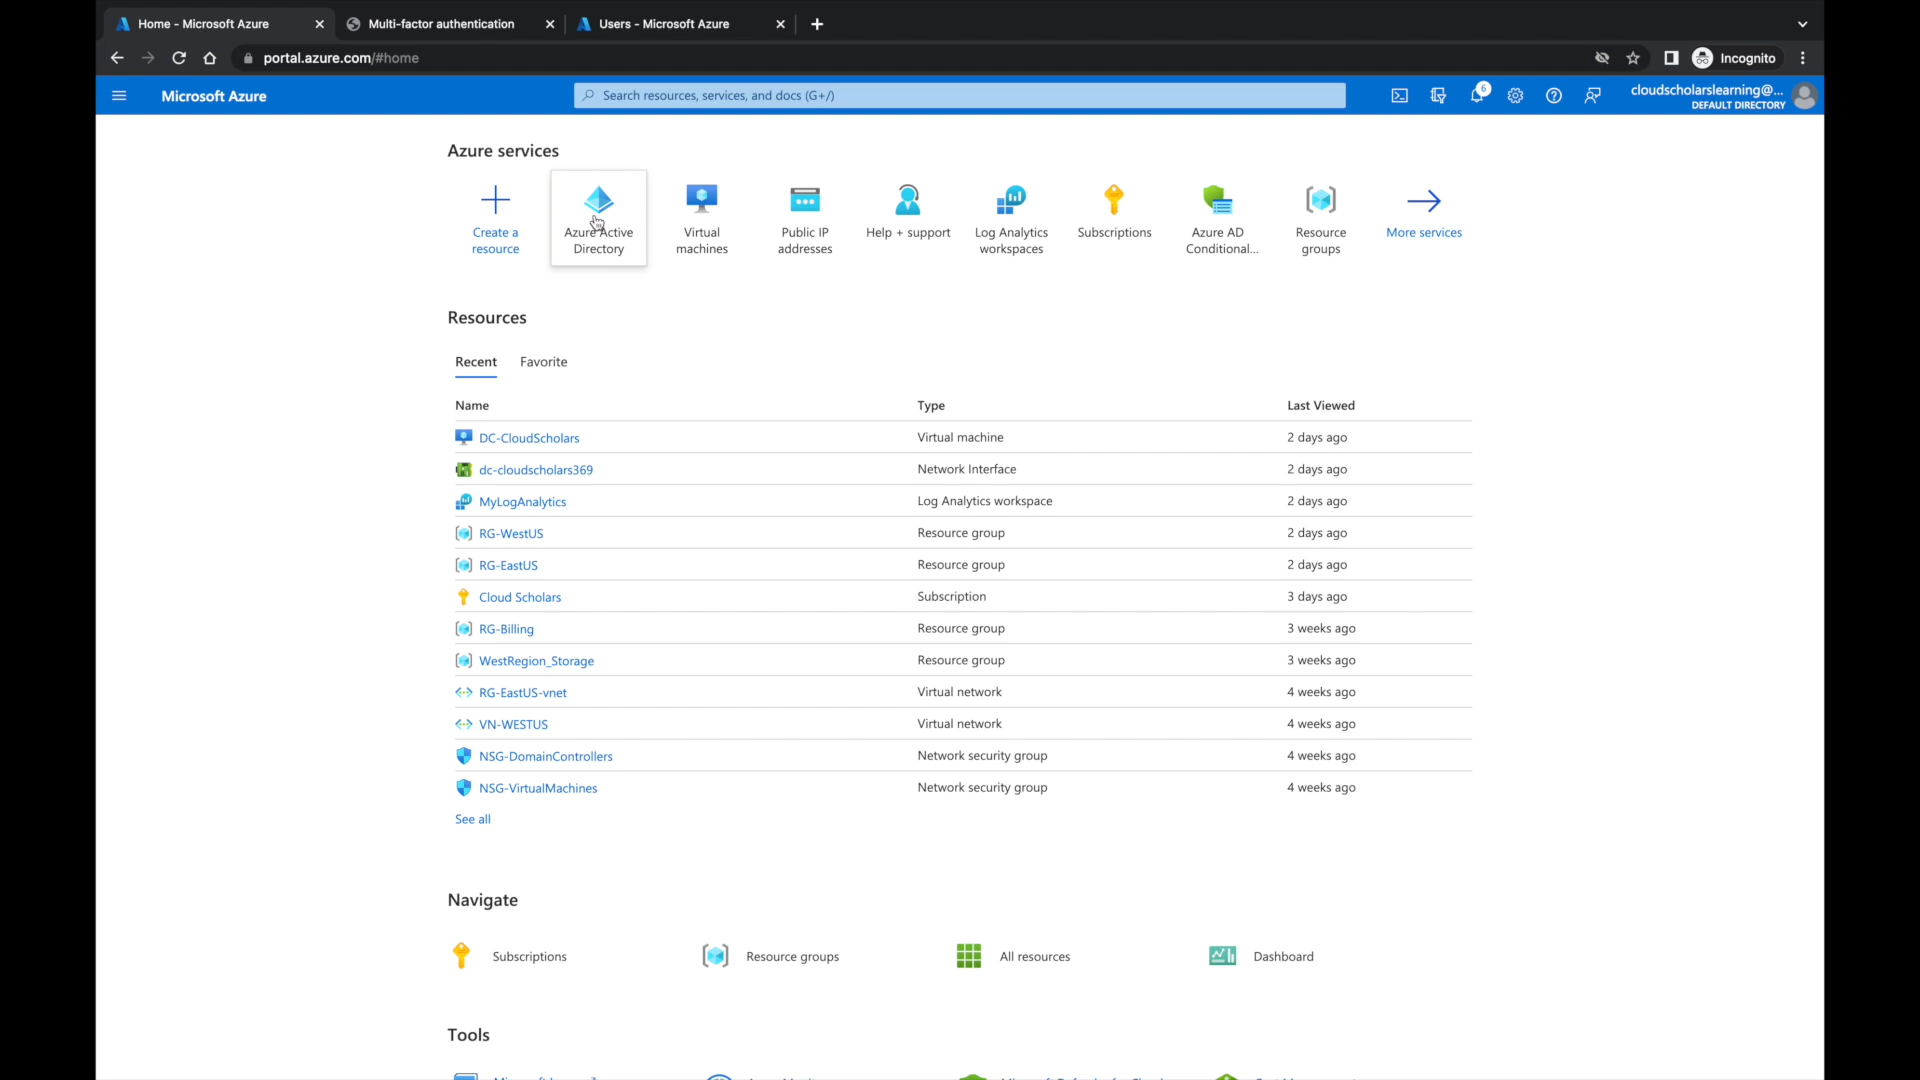 Home - Microsoft Azure
Multi-factor authentication
Users - Microsoft Azure
portal.azure.com/#home
Incognito
Microsoft Azure
Search resources, services, and docs (G+/)
6
cloudscholarslearning@...
DEFAULT DIRECTORY
Azure services
Create a
resource
Azure Active
Directory
Virtual
machines
Public IP
addresses
Help + support
Log Analytics
workspaces
Subscriptions
Azure AD
Conditional...
Resource
groups
More services
Resources
Recent Favorite
Name Type Last Viewed
DC-CloudScholars Virtual machine 2 days ago
dc-cloudscholars369 Network Interface 2 days ago
MyLogAnalytics Log Analytics workspace 2 days ago
RG-WestUS Resource group 2 days ago
RG-EastUS Resource group 2 days ago
Cloud Scholars Subscription 3 days ago
RG-Billing Resource group 3 weeks ago
WestRegion_Storage Resource group 3 weeks ago
RG-EastUS-vnet Virtual network 4 weeks ago
VN-WESTUS Virtual network 4 weeks ago
NSG-DomainControllers Network security group 4 weeks ago
NSG-VirtualMachines Network security group 4 weeks ago
See all
Navigate
Subscriptions Resource groups All resources Dashboard
Tools